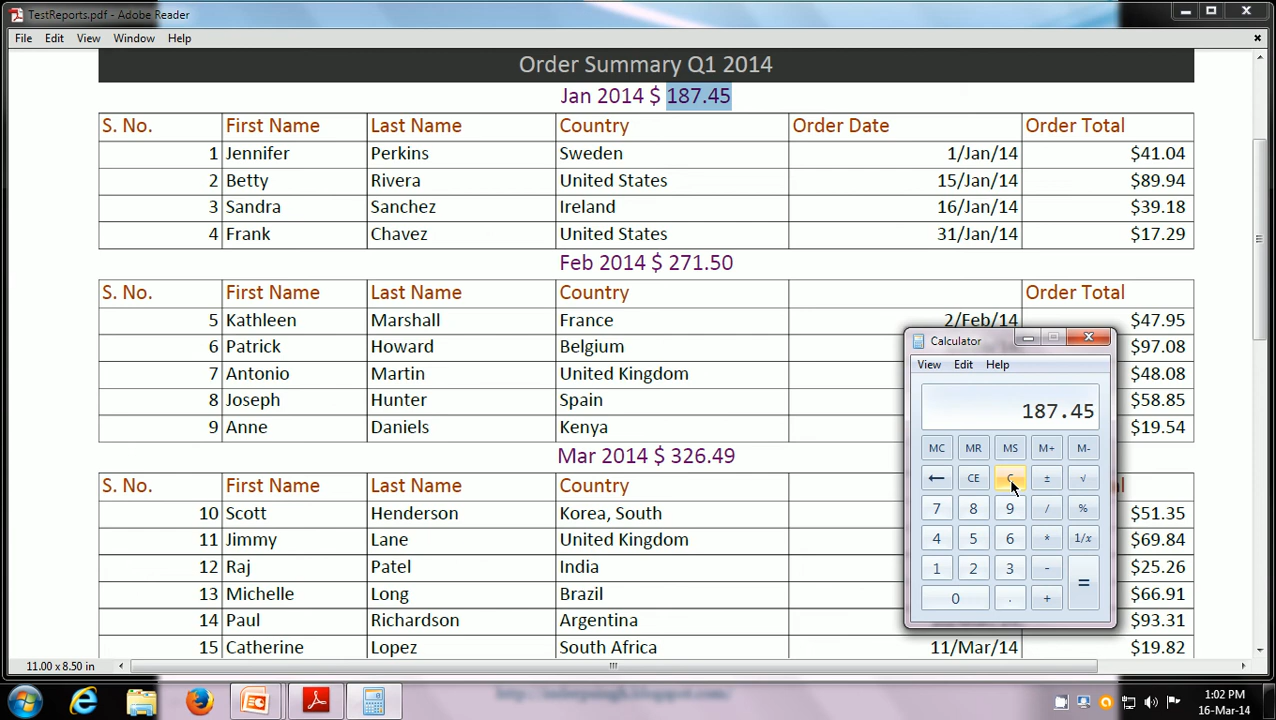 TestReports.pdf - Adobe Reader
File Edit View Window Help
Order Summary Q1 2014
Jan 2014 $ 187.45
S. No. First Name Last Name Country Order Date Order Total
1 Jennifer Perkins Sweden 1/Jan/14 $41.04
2 Betty Rivera United States 15/Jan/14 $89.94
3 Sandra Sanchez Ireland 16/Jan/14 $39.18
4 Frank Chavez United States 31/Jan/14 $17.29
Feb 2014 $ 271.50
S. No. First Name Last Name Country Order Total
5 Kathleen Marshall France 2/Feb/14 $47.95
6 Patrick Howard Belgium $97.08
7 Antonio Martin United Kingdom $48.08
8 Joseph Hunter Spain $58.85
9 Anne Daniels Kenya $19.54
Mar 2014 $ 326.49
S. No. First Name Last Name Country
10 Scott Henderson Korea, South $51.35
11 Jimmy Lane United Kingdom $69.84
12 Raj Patel India $25.26
13 Michelle Long Brazil $66.91
14 Paul Richardson Argentina $93.31
15 Catherine Lopez South Africa 11/Mar/14 $19.82
Calculator
View Edit Help
187.45
MC MR MS M+ M-
← CE C ± √
7 8 9 / %
4 5 6 * 1/x
1 2 3 - =
0 . +
11.00 x 8.50 in
1:02 PM
16-Mar-14